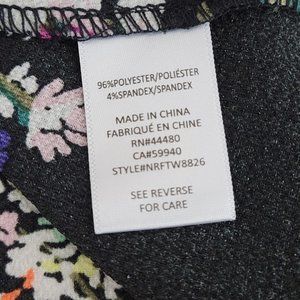 96%POLYESTER/POLIÉSTER
4%SPANDEX/SPANDEX
MADE IN CHINA
FABRIQUÉ EN CHINE
RN#44480
CA#59940
STYLE#NRFTW8826
SEE REVERSE
FOR CARE